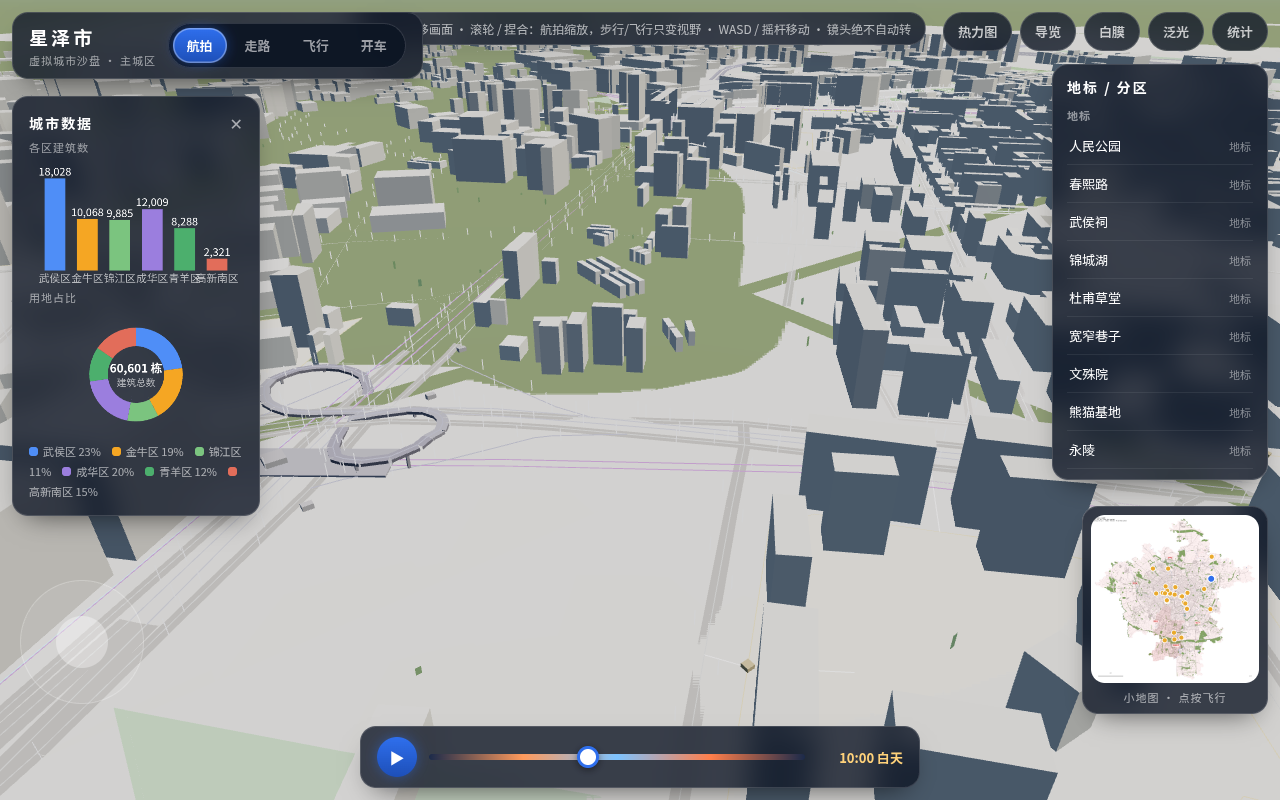 星泽市
虚拟城市沙盘 · 主城区
航拍 走路 飞行 开车
画面 · 滚轮 / 捏合：航拍缩放，步行/飞行只变视野 · WASD / 摇杆移动 · 镜头绝不自动转
热力图 导览 白膜 泛光 统计
城市数据 ✕
各区建筑数
18,028
10,068
9,885
12,009
8,288
2,321
武侯区 金牛区 锦江区 成华区 青羊区 高新南区
用地占比
60,601 栋
建筑总数
武侯区 23% 金牛区 19% 锦江区
11% 成华区 20% 青羊区 12%
高新南区 15%
地标 / 分区
地标
人民公园 地标
春熙路 地标
武侯祠 地标
锦城湖 地标
杜甫草堂 地标
宽窄巷子 地标
文殊院 地标
熊猫基地 地标
永陵 地标
小地图 · 点按飞行
10:00 白天